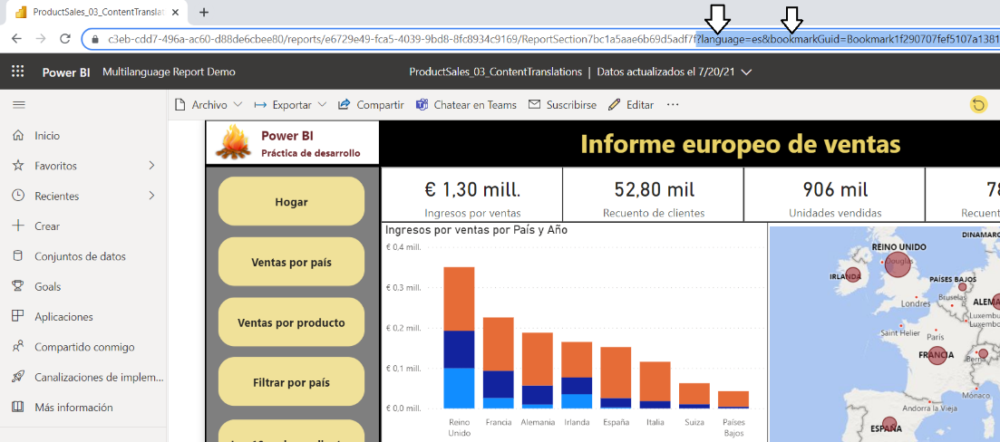 ProductSales_03_ContentTranslat
c3eb-cdd7-496a-ac60-d88de6cbee80/reports/e6729e49-fca5-4039-9bd8-8fc8934c9169/ReportSection7bc1a5aae6b69d5adf7f?language=es&bookmarkGuid=Bookmark1f290707fef5107a1381
Power BI Multilanguage Report Demo ProductSales_03_ContentTranslations | Datos actualizados el 7/20/21
Archivo Exportar Compartir Chatear en Teams Suscribirse Editar ...
Inicio
Favoritos
Recientes
Crear
Conjuntos de datos
Goals
Aplicaciones
Compartido conmigo
Canalizaciones de implem...
Más información
Power BI
Práctica de desarrollo
Informe europeo de ventas
Hogar
Ventas por país
Ventas por producto
Filtrar por país
€ 1,30 mill.
Ingresos por ventas
52,80 mil
Recuento de clientes
906 mil
Unidades vendidas
78
Recuent
Ingresos por ventas por País y Año
€ 0,4 mill.
€ 0,3 mill.
€ 0,2 mill.
€ 0,1 mill.
€ 0,0 mill.
Reino Unido
Francia
Alemania
Irlanda
España
Italia
Suiza
Países Bajos
DINAMARC
REINO UNIDO
Douglas
IRLANDA
PAÍSES BAJOS
Londres
Bruselas
ALEMA
Luxembu
Luxembo
Saint Helier
París
FRANCIA
Berna
Mónaco
Andorra la Vieja
ESPAÑA